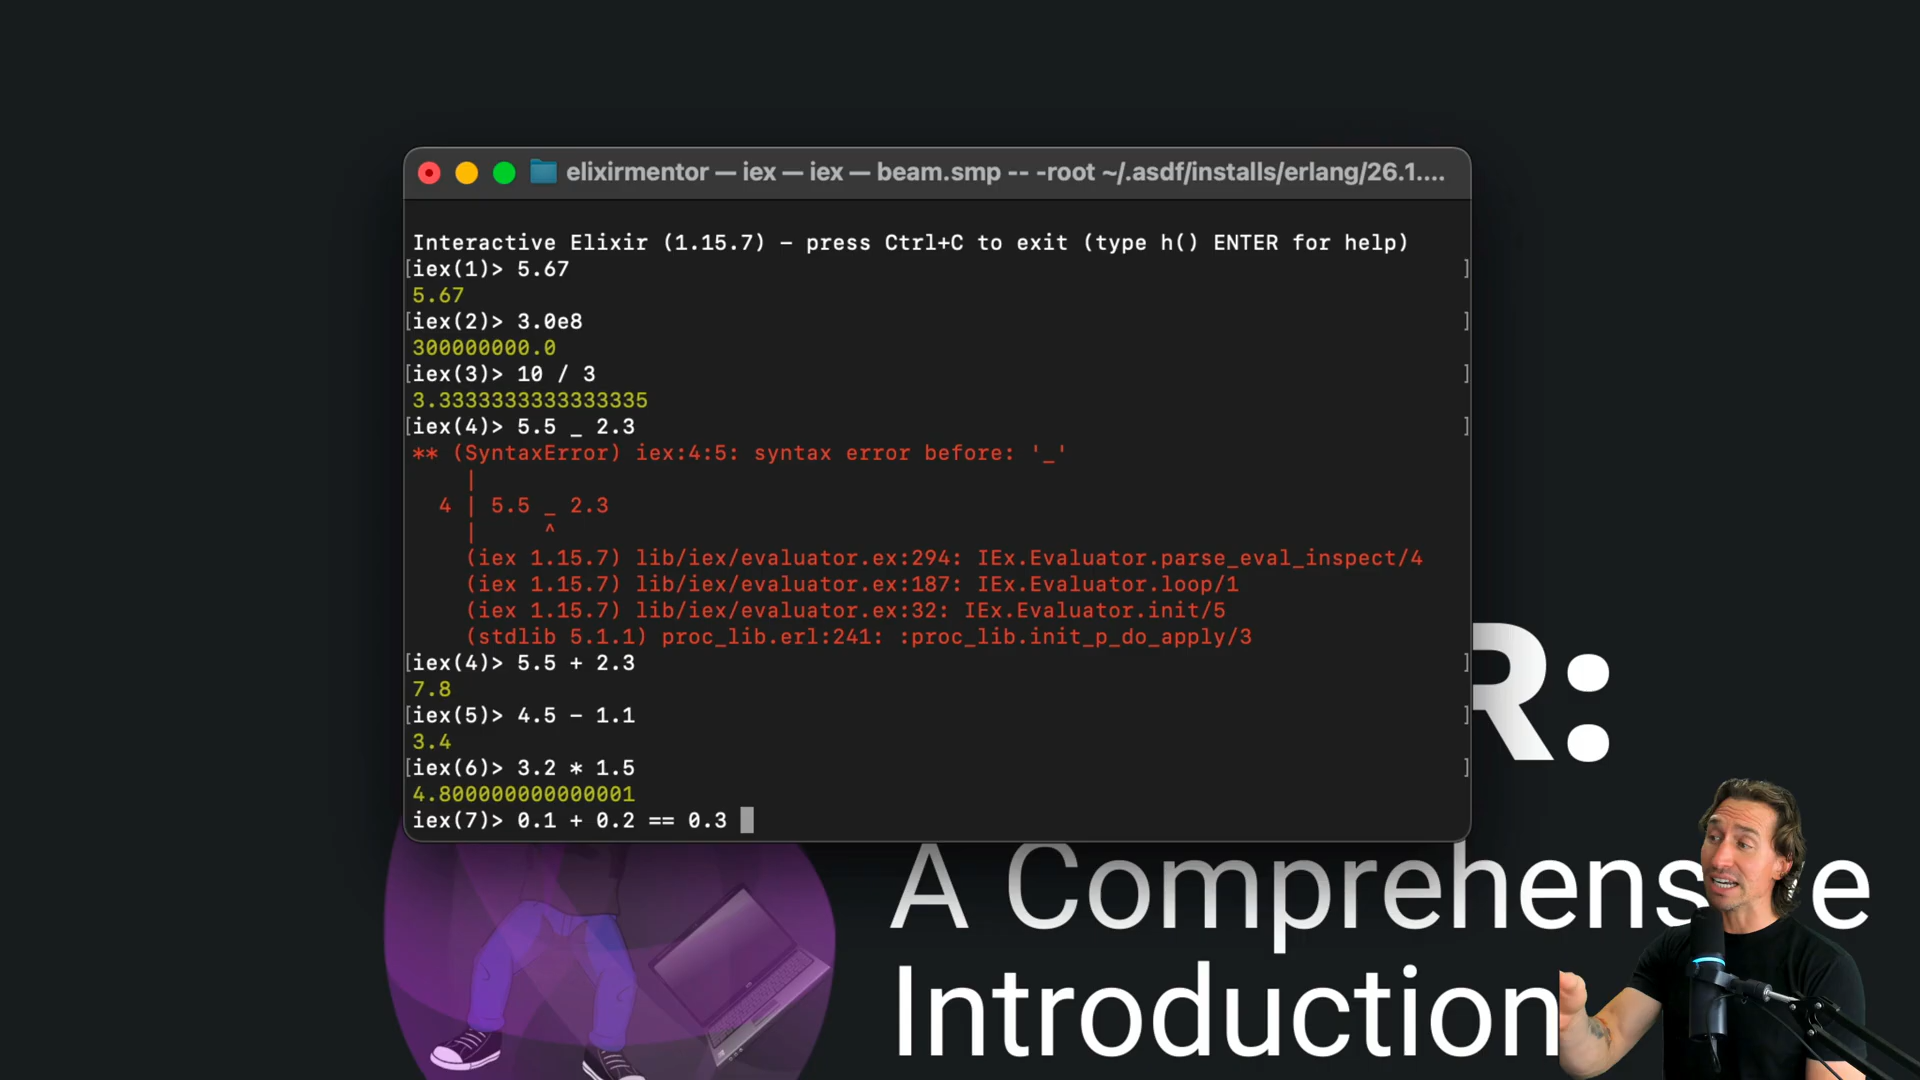 elixirmentor — iex — iex — beam.smp -- -root ~/.asdf/installs/erlang/26.1....
Interactive Elixir (1.15.7) - press Ctrl+C to exit (type h() ENTER for help)
[iex(1)> 5.67 ]
5.67
[iex(2)> 3.0e8 ]
300000000.0
[iex(3)> 10 / 3 ]
3.3333333333333335
[iex(4)> 5.5 _ 2.3 ]
** (SyntaxError) iex:4:5: syntax error before: '_'
|
4 | 5.5 _ 2.3
| ^
(iex 1.15.7) lib/iex/evaluator.ex:294: IEx.Evaluator.parse_eval_inspect/4
(iex 1.15.7) lib/iex/evaluator.ex:187: IEx.Evaluator.loop/1
(iex 1.15.7) lib/iex/evaluator.ex:32: IEx.Evaluator.init/5
(stdlib 5.1.1) proc_lib.erl:241: :proc_lib.init_p_do_apply/3
[iex(4)> 5.5 + 2.3 ]
7.8
[iex(5)> 4.5 - 1.1 ]
3.4
[iex(6)> 3.2 * 1.5 ]
4.800000000000001
iex(7)> 0.1 + 0.2 == 0.3
R:
A Comprehens e
Introduction